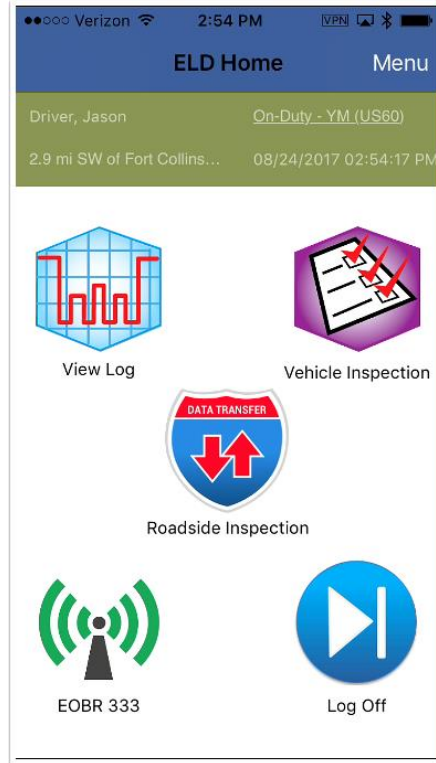 Verizon 2:54 PM VPN
ELD Home Menu
Driver, Jason On-Duty - YM (US60)
2.9 mi SW of Fort Collins... 08/24/2017 02:54:17 PM
View Log Vehicle Inspection
DATA TRANSFER
Roadside Inspection
EOBR 333 Log Off